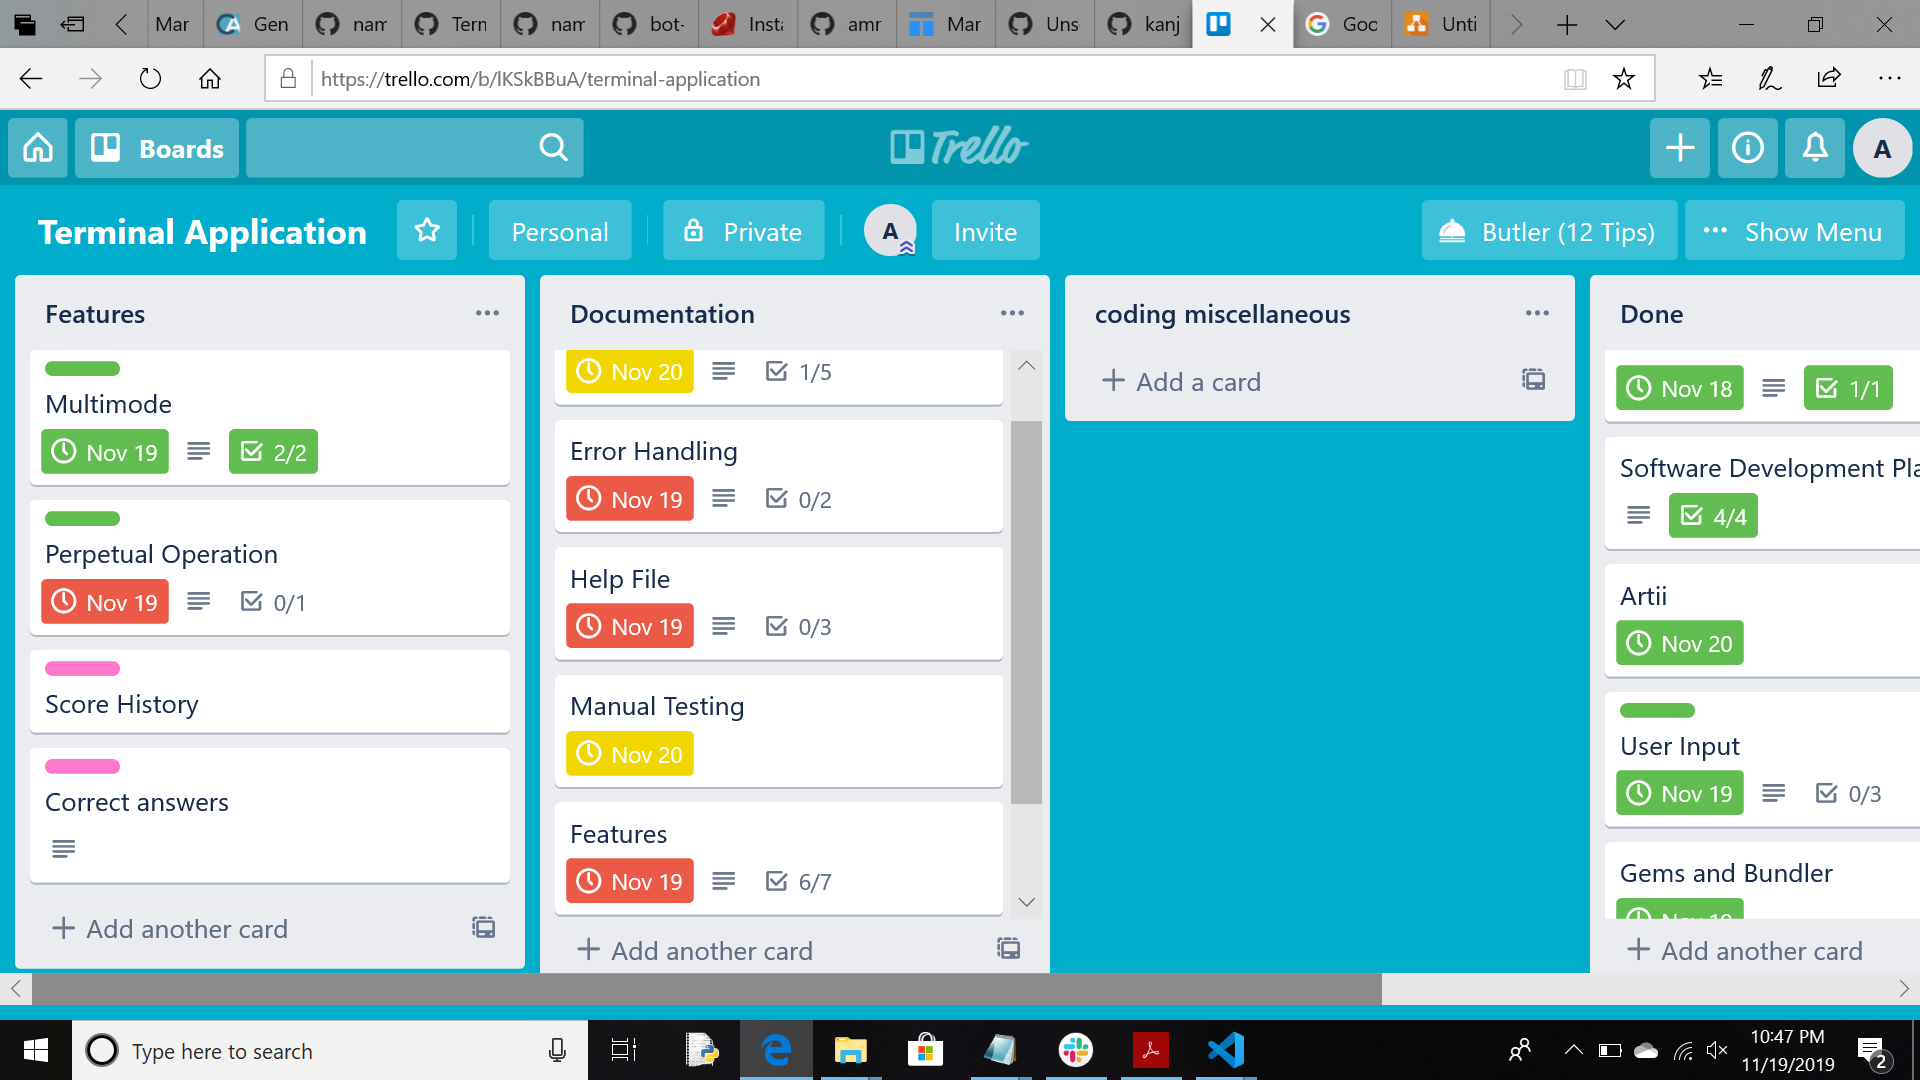 Mar
Gen
nam
Tern
nam
bot-
Insta
amr
Mar
Uns
kanj
Goo
Unti
https://trello.com/b/lKSkBBuA/terminal-application
Boards
Trello
A
Terminal Application
Personal
Private
A
Invite
Butler (12 Tips)
Show Menu
Features
Multimode
Nov 19
2/2
Perpetual Operation
Nov 19
0/1
Score History
Correct answers
Add another card
Documentation
Nov 20
1/5
Error Handling
Nov 19
0/2
Help File
Nov 19
0/3
Manual Testing
Nov 20
Features
Nov 19
6/7
Add another card
coding miscellaneous
Add a card
Done
Nov 18
1/1
Software Development Pla
4/4
Artii
Nov 20
User Input
Nov 19
0/3
Gems and Bundler
Add another card
Type here to search
10:47 PM
11/19/2019
2